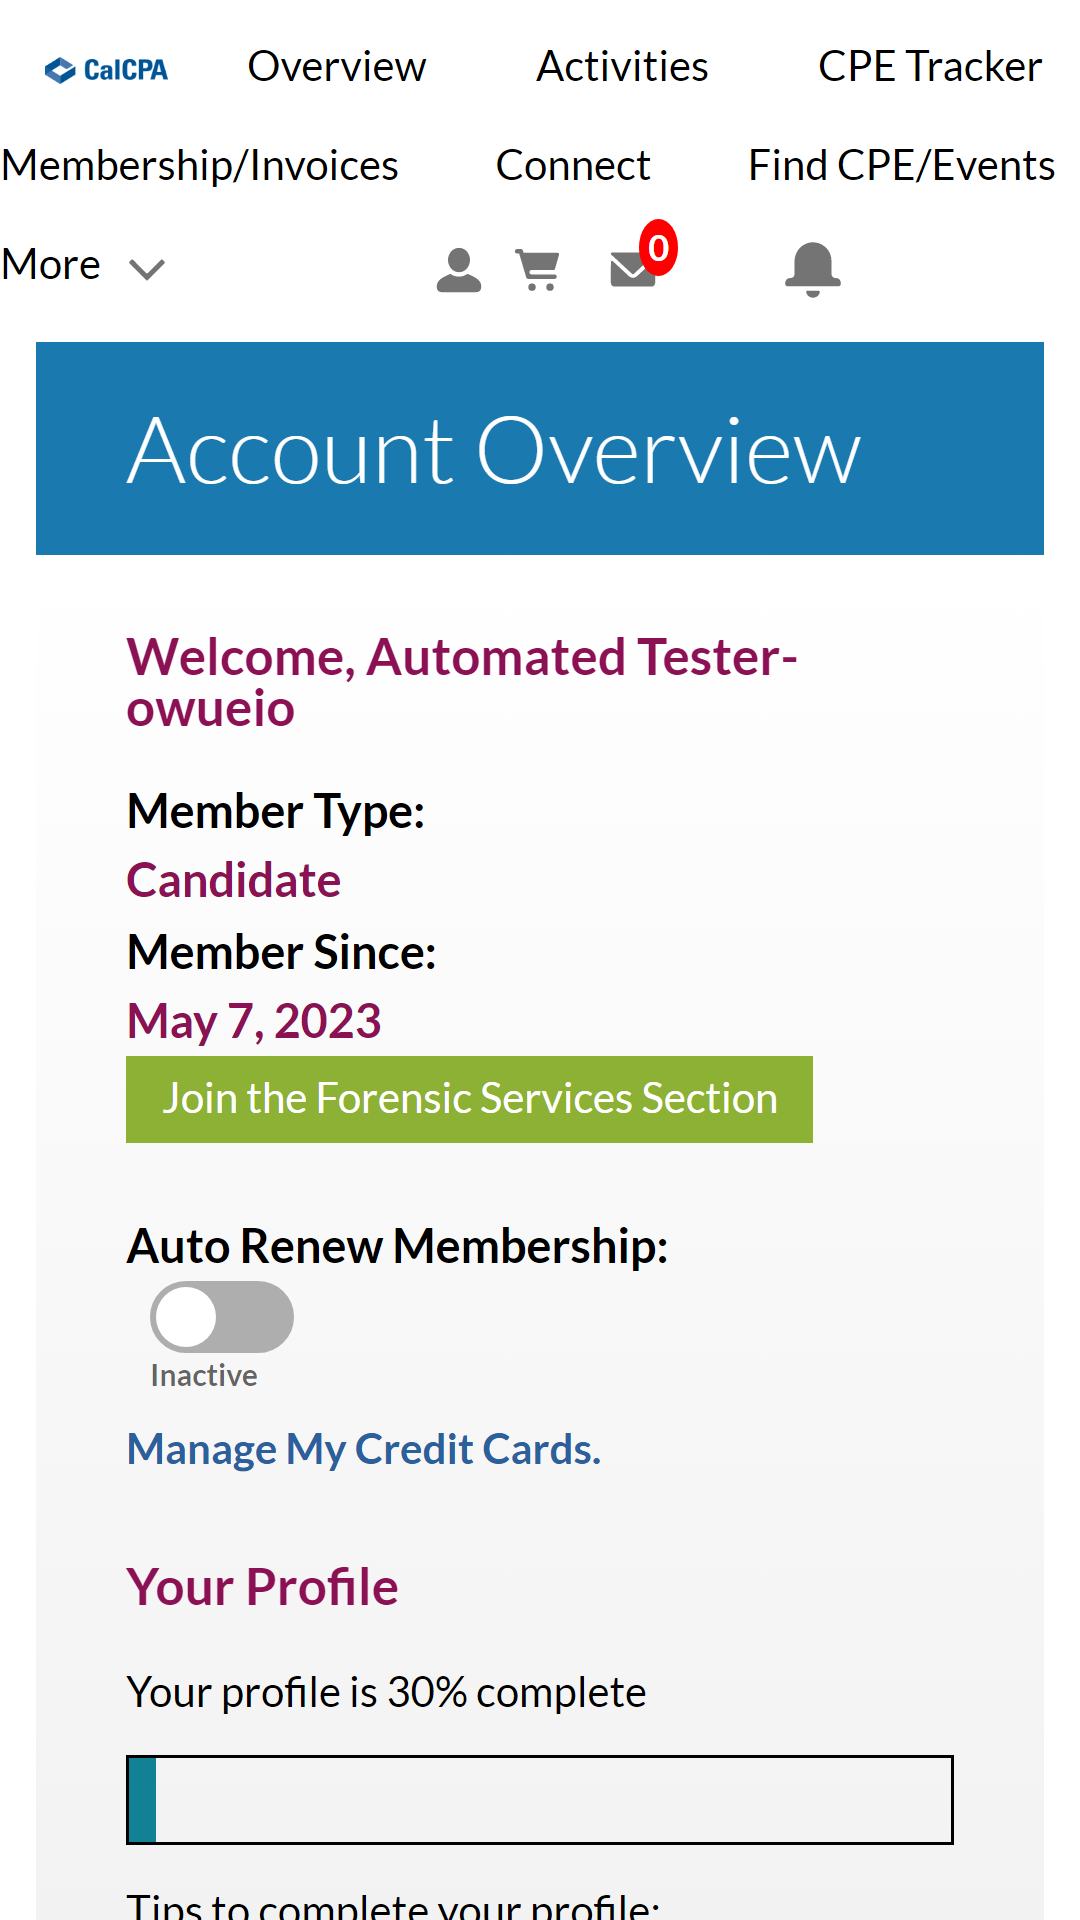 CalCPA Overview Activities CPE Tracker
Membership/Invoices Connect Find CPE/Events
More 0
Account Overview
Welcome, Automated Tester-
owueio
Member Type:
Candidate
Member Since:
May 7, 2023
Join the Forensic Services Section
Auto Renew Membership:
Inactive
Manage My Credit Cards.
Your Profile
Your profile is 30% complete
Tips to complete your profile: